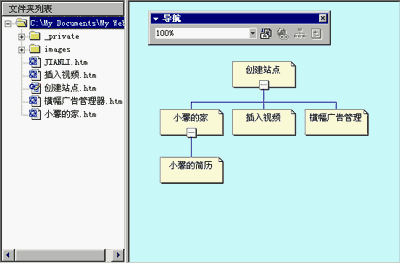 文件夹列表
C:\My Documents\My Web
_private
images
JIANLI.htm
插入视频.htm
创建站点.htm
横幅广告管理器.htm
小馨的家.htm
导航
100%
创建站点
小馨的家
插入视频
横幅广告管理
小馨的简历